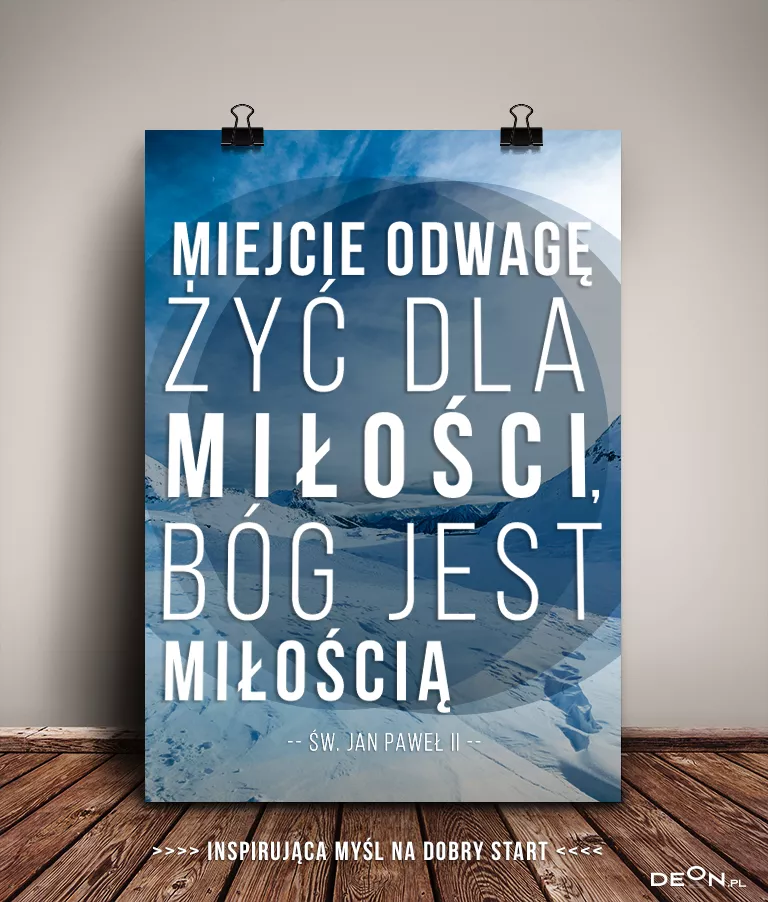 MIEJCIE ODWAGĘ
ŻYĆ DLA
MIŁOŚCI,
BÓG JEST
MIŁOŚCIĄ
-- ŚW. JAN PAWEŁ II --
>>>> INSPIRUJĄCA MYŚL NA DOBRY START <<<<
DEON.PL